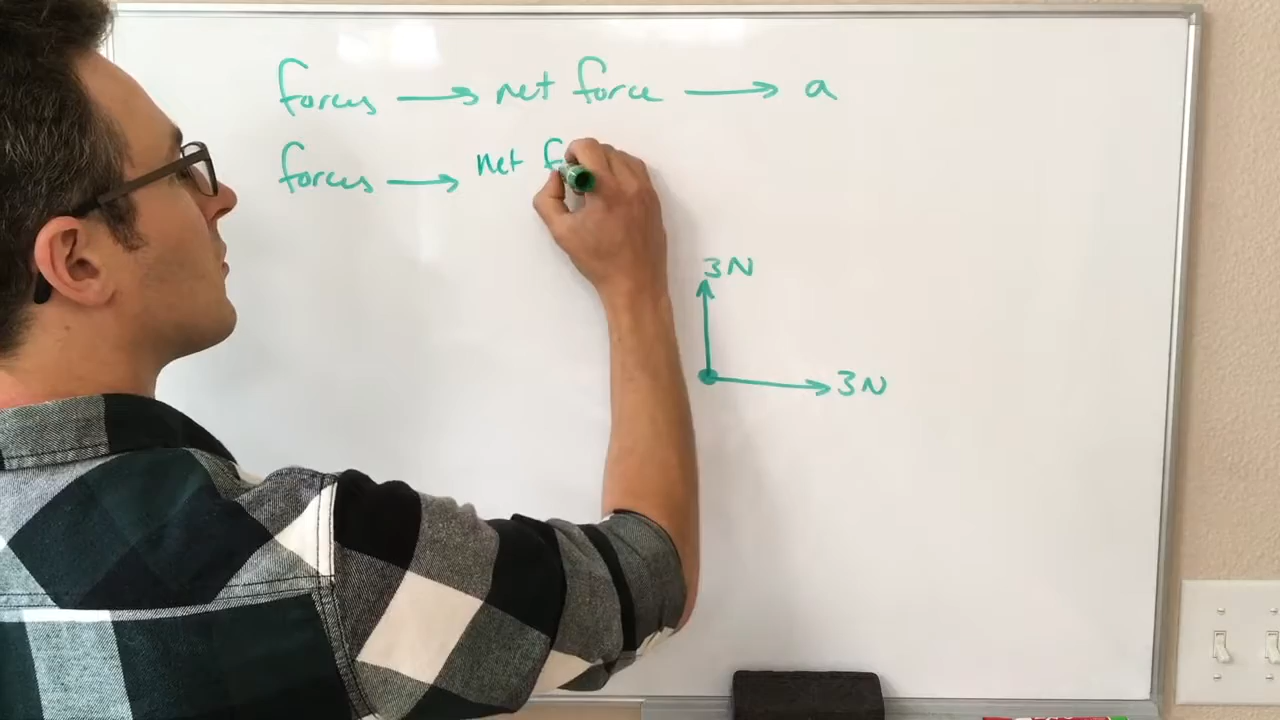 forces → net force → a
forces → net f
3N
3N